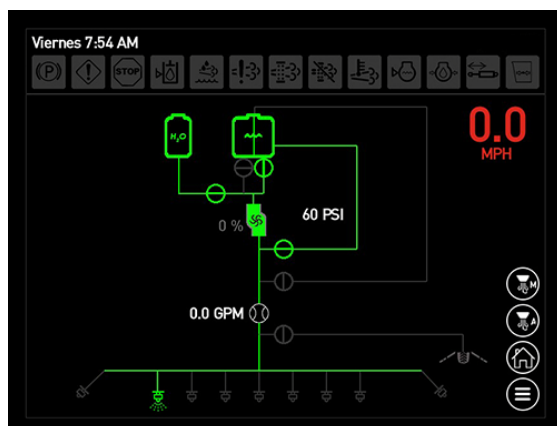 Viernes 7:54 AM
(P)
STOP
0.0
MPH
H₂O
60 PSI
0 %
0.0 GPM
M
A